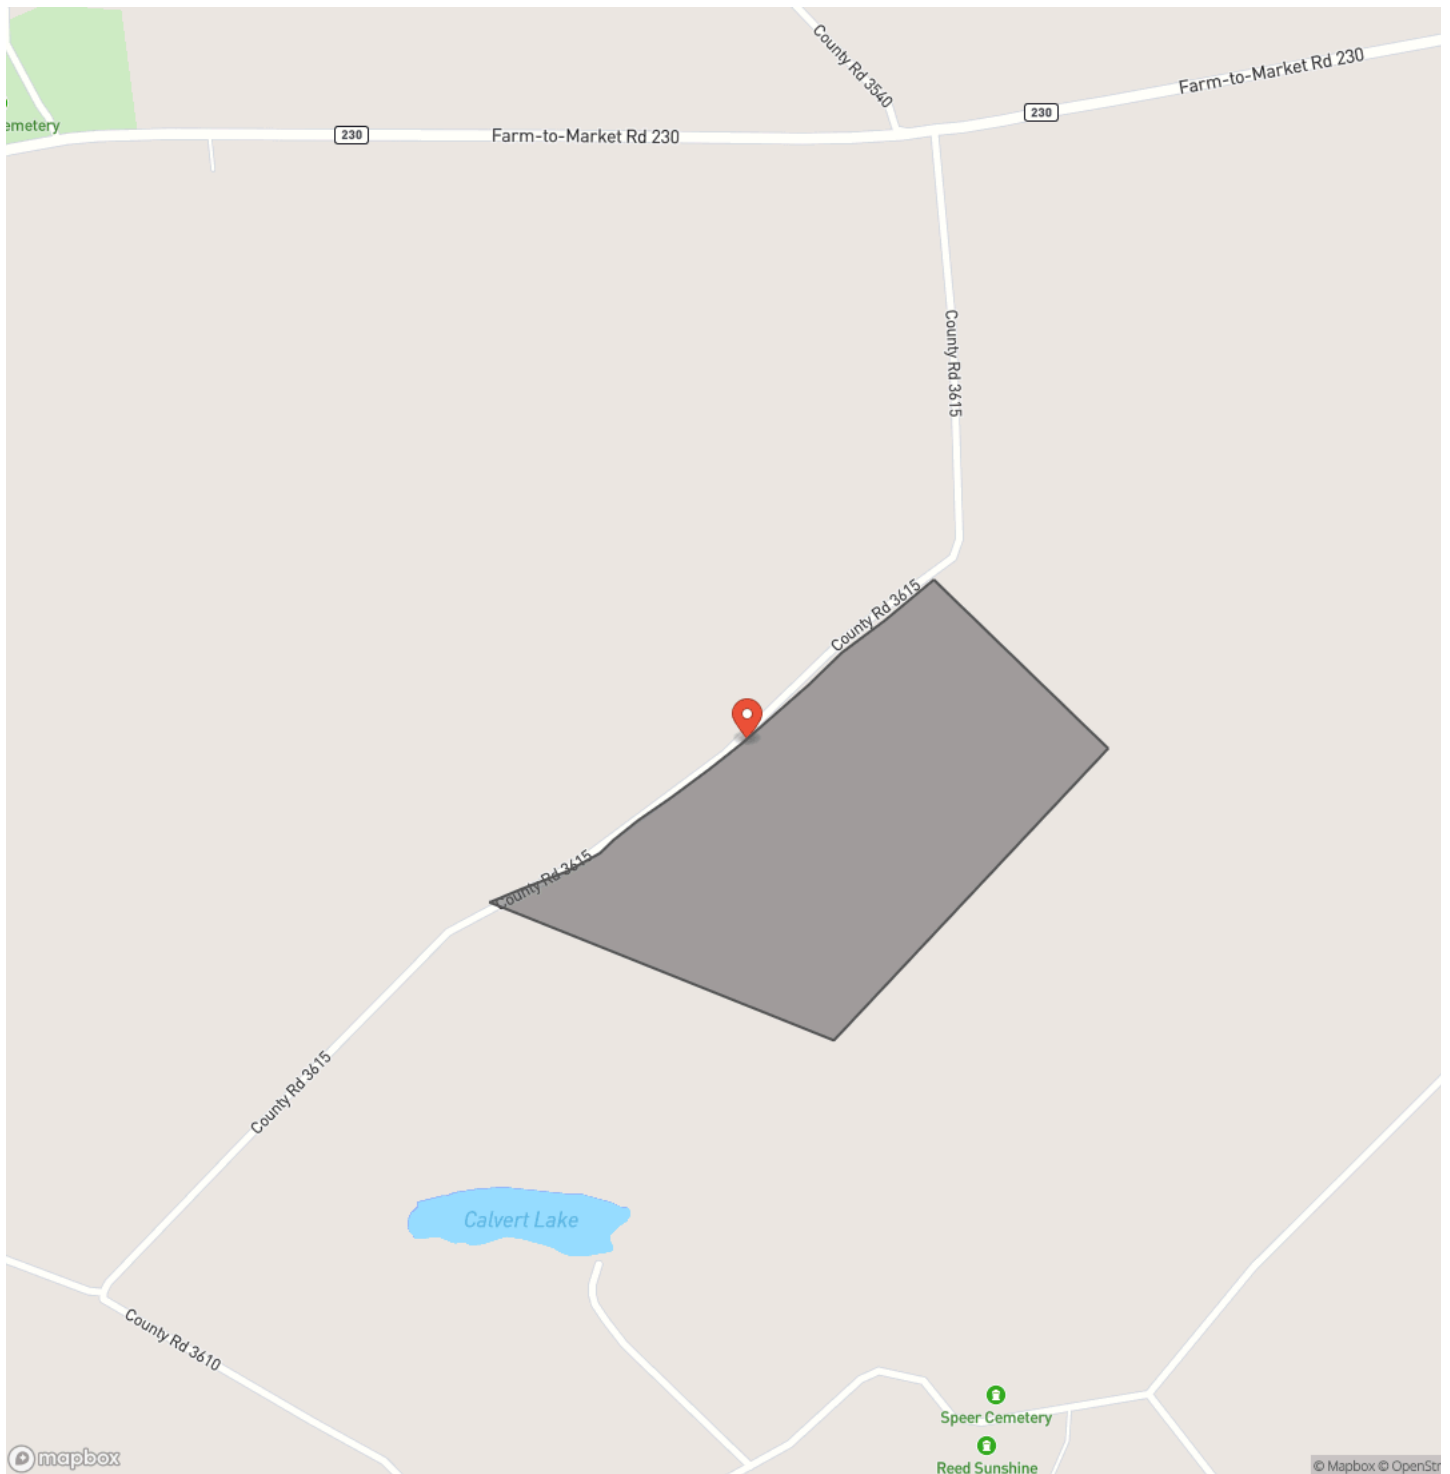 County Rd 3540
Farm-to-Market Rd 230
230
emetery
230
Farm-to-Market Rd 230
County Rd 3615
County Rd 3615
County Rd 3615
County Rd 3615
Calvert Lake
County Rd 3610
Speer Cemetery
Reed Sunshine
mapbox
© Mapbox © OpenStr